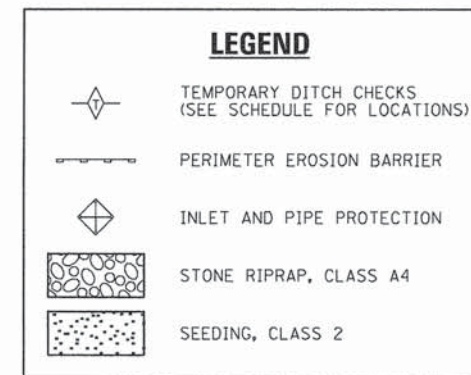 LEGEND
T
TEMPORARY DITCH CHECKS
(SEE SCHEDULE FOR LOCATIONS)
PERIMETER EROSION BARRIER
INLET AND PIPE PROTECTION
STONE RIPRAP, CLASS A4
SEEDING, CLASS 2